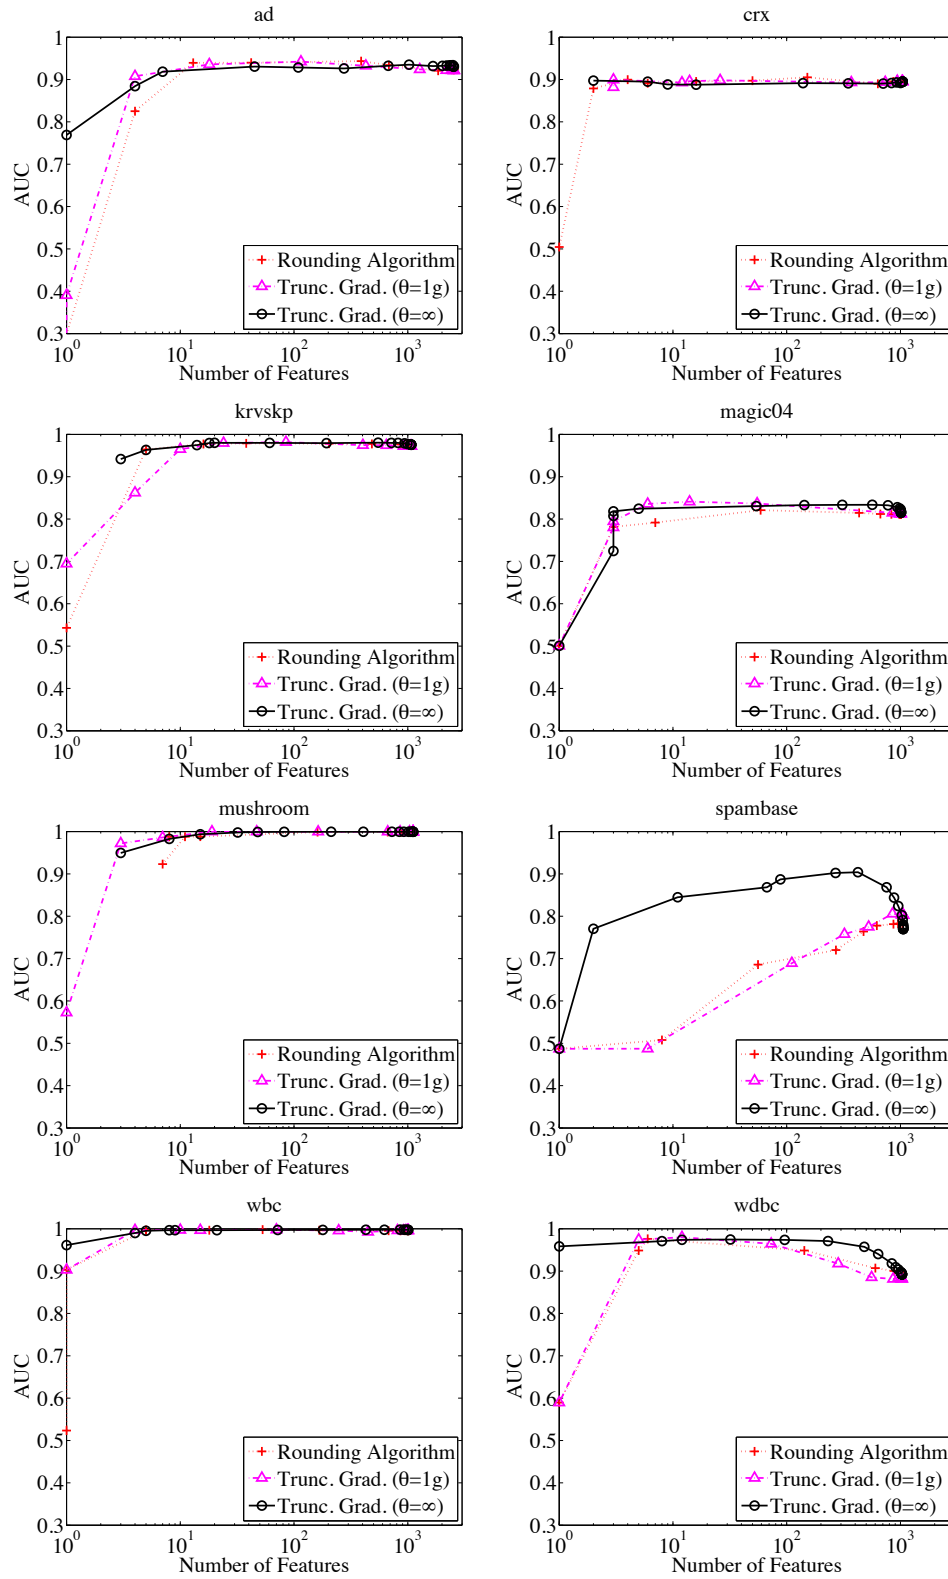 ad
1
0.9
0.8
0.7
0.6
0.5
0.4
0.3
AUC
10^0 10^1 10^2 10^3
Number of Features
Rounding Algorithm
Trunc. Grad. (θ=1g)
Trunc. Grad. (θ=∞)
crx
1
0.9
0.8
0.7
0.6
0.5
0.4
0.3
AUC
10^0 10^1 10^2 10^3
Number of Features
Rounding Algorithm
Trunc. Grad. (θ=1g)
Trunc. Grad. (θ=∞)
krvskp
1
0.9
0.8
0.7
0.6
0.5
0.4
0.3
AUC
10^0 10^1 10^2 10^3
Number of Features
Rounding Algorithm
Trunc. Grad. (θ=1g)
Trunc. Grad. (θ=∞)
magic04
1
0.9
0.8
0.7
0.6
0.5
0.4
0.3
AUC
10^0 10^1 10^2 10^3
Number of Features
Rounding Algorithm
Trunc. Grad. (θ=1g)
Trunc. Grad. (θ=∞)
mushroom
1
0.9
0.8
0.7
0.6
0.5
0.4
0.3
AUC
10^0 10^1 10^2 10^3
Number of Features
Rounding Algorithm
Trunc. Grad. (θ=1g)
Trunc. Grad. (θ=∞)
spambase
1
0.9
0.8
0.7
0.6
0.5
0.4
0.3
AUC
10^0 10^1 10^2 10^3
Number of Features
Rounding Algorithm
Trunc. Grad. (θ=1g)
Trunc. Grad. (θ=∞)
wbc
1
0.9
0.8
0.7
0.6
0.5
0.4
0.3
AUC
10^0 10^1 10^2 10^3
Number of Features
Rounding Algorithm
Trunc. Grad. (θ=1g)
Trunc. Grad. (θ=∞)
wdbc
1
0.9
0.8
0.7
0.6
0.5
0.4
0.3
AUC
10^0 10^1 10^2 10^3
Number of Features
Rounding Algorithm
Trunc. Grad. (θ=1g)
Trunc. Grad. (θ=∞)